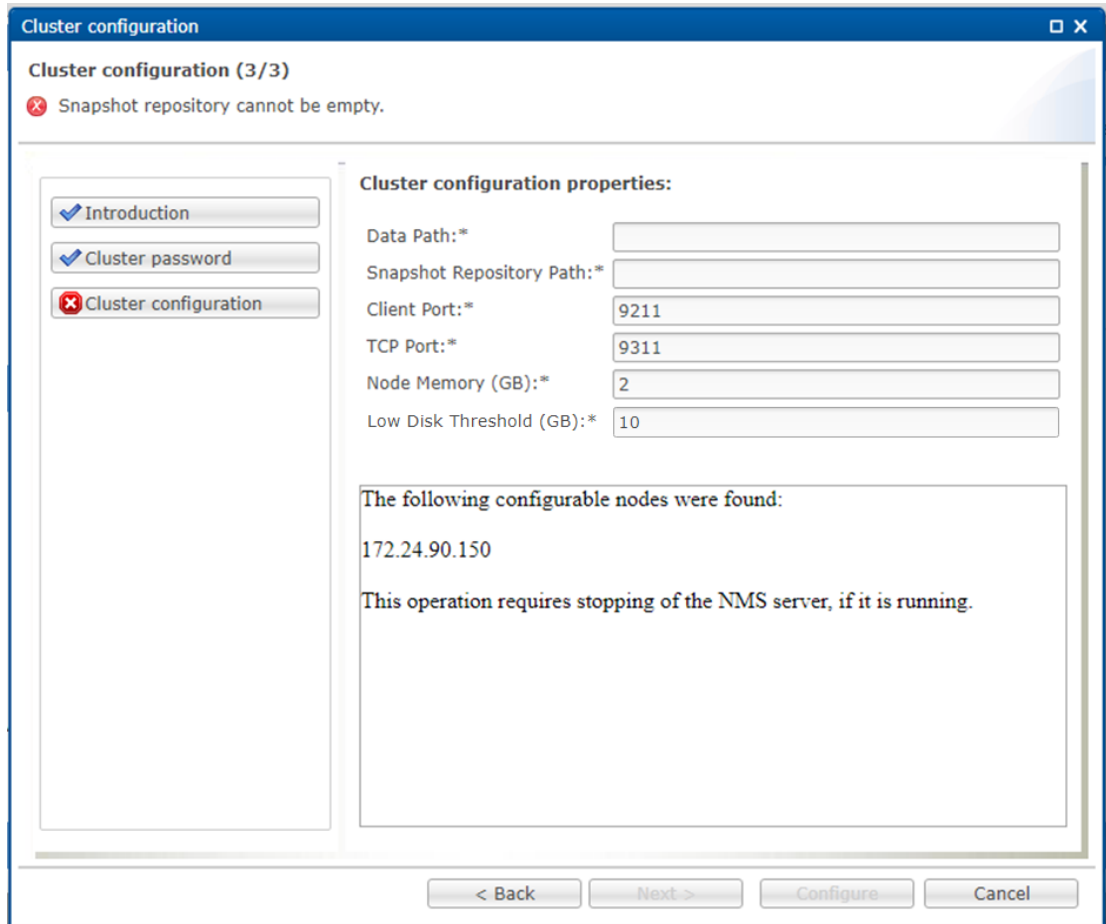 Cluster configuration
Cluster configuration (3/3)
Snapshot repository cannot be empty.
Introduction
Cluster password
Cluster configuration
Cluster configuration properties:
Data Path:*
Snapshot Repository Path:*
Client Port:* 9211
TCP Port:* 9311
Node Memory (GB):* 2
Low Disk Threshold (GB):* 10
The following configurable nodes were found:
172.24.90.150
This operation requires stopping of the NMS server, if it is running.
< Back Next > Configure Cancel